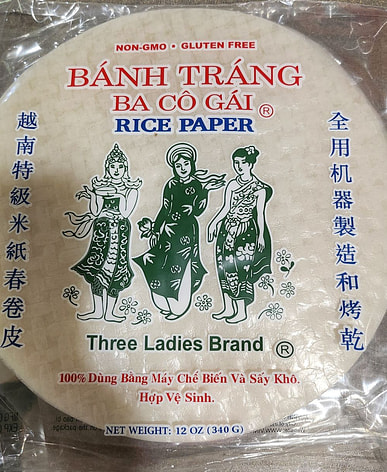 NON-GMO • GLUTEN FREE
BÁNH TRÁNG
BA CÔ GÁI ®
RICE PAPER
越南特級米紙春卷皮
全用机器製造和烤乾
Three Ladies Brand ®
100% Dùng Bằng Máy Chế Biến Và Sấy Khô.
Hợp Vệ Sinh.
NET WEIGHT: 12 OZ (340 G)